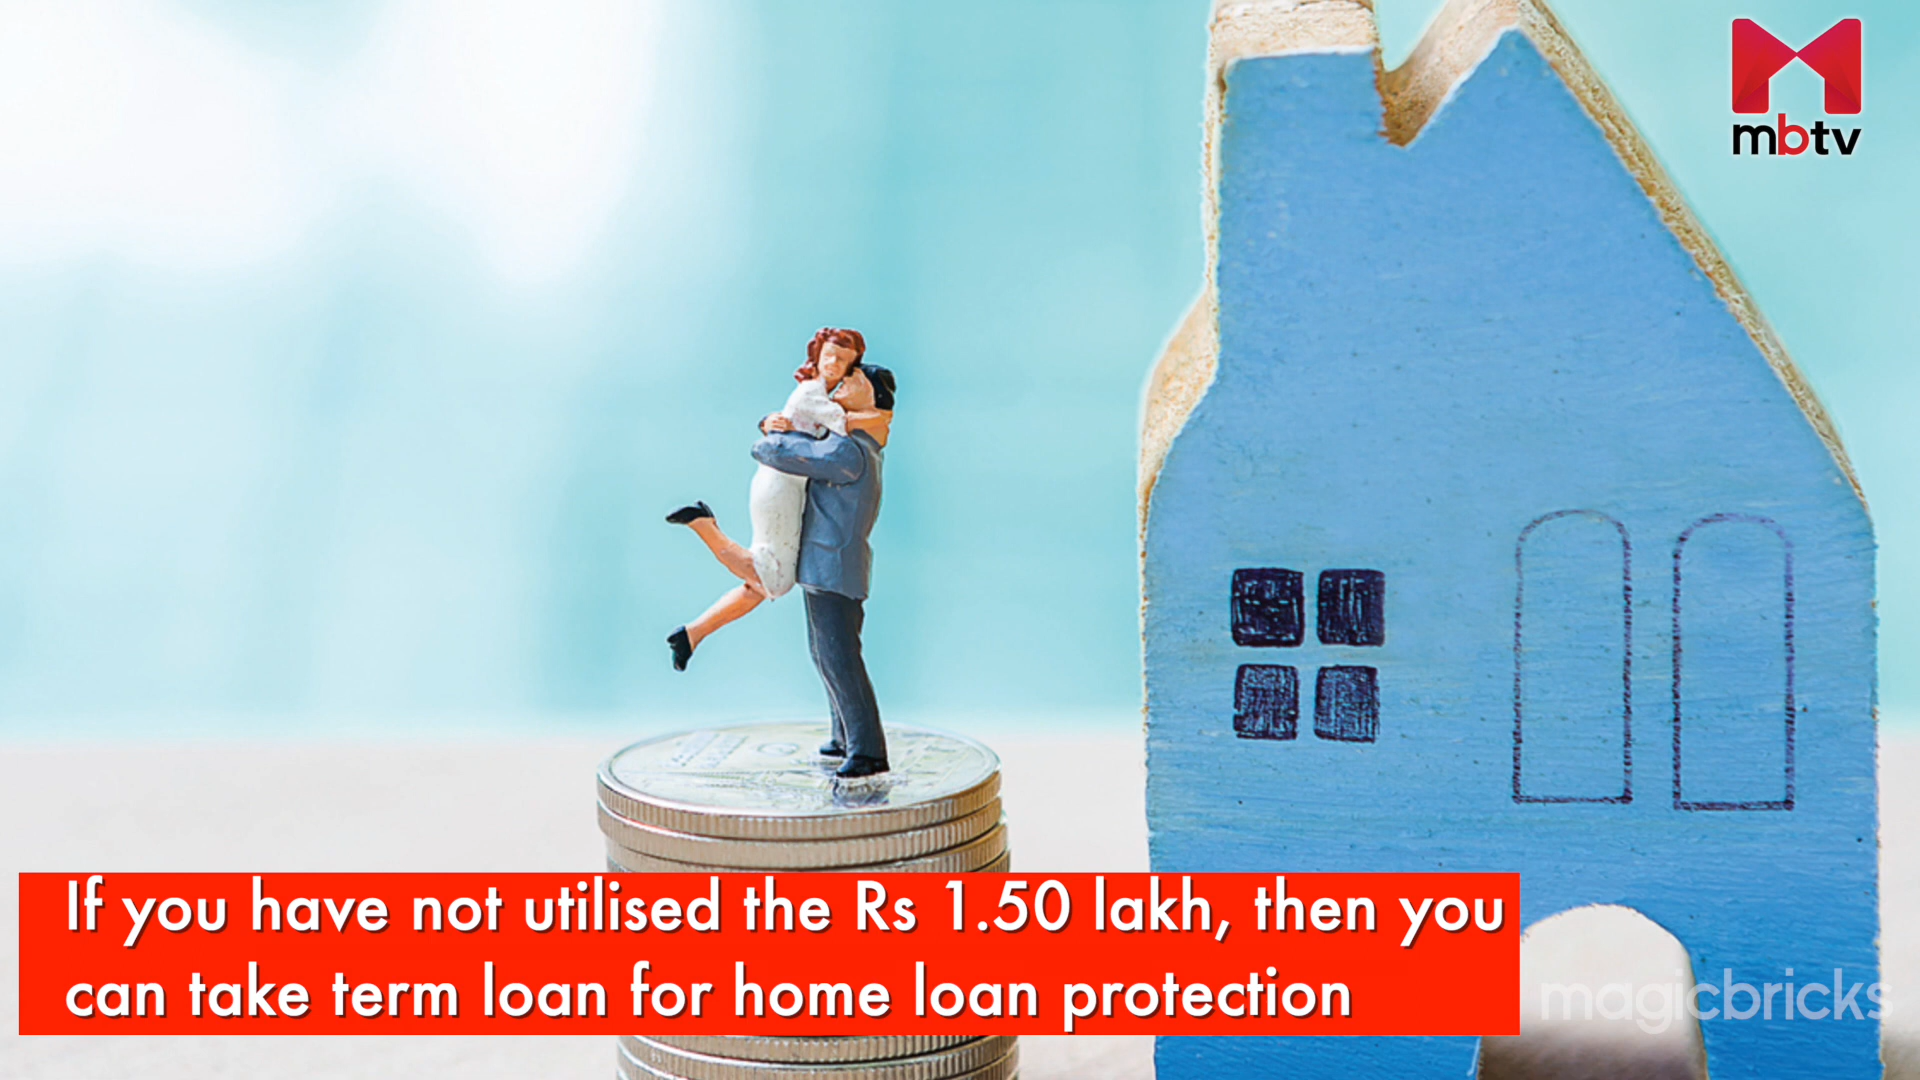 mbtv
If you have not utilised the Rs 1.50 lakh, then you
can take term loan for home loan protection
magicbricks